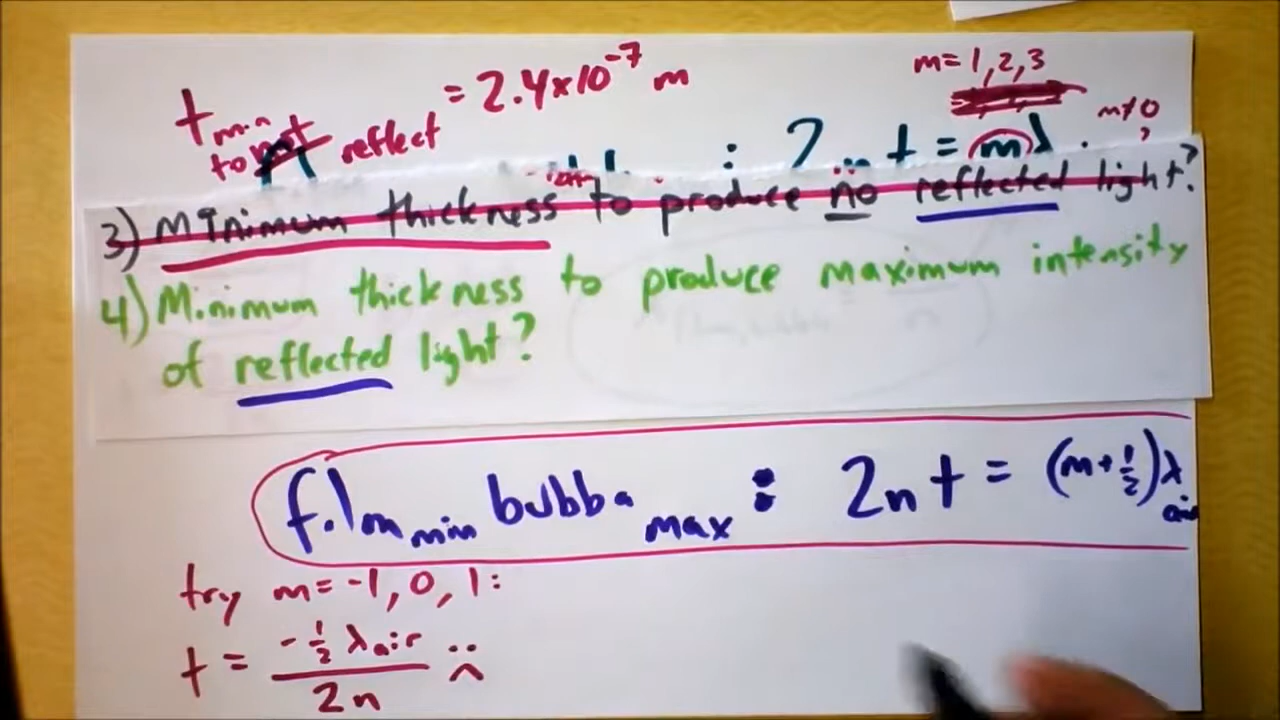 m=1,2,3
t min to reflect = 2.4×10⁻⁷ m
: 2 t = mλ. m≠0
3) Minimum thickness to produce no reflected light?
4) Minimum thickness to produce maximum intensity
of reflected light?
film min bubba max : 2nt = (m+½)λ air
try m = -1, 0, 1:
t = -½ λair / 2n